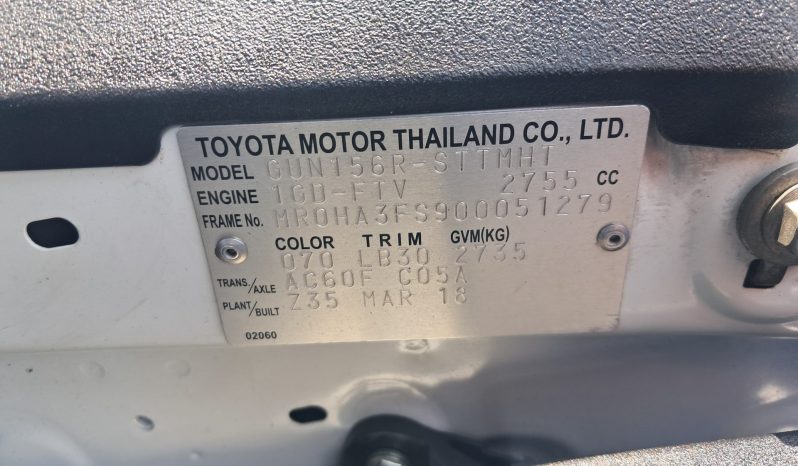 TOYOTA MOTOR THAILAND CO., LTD.
MODEL GUN156R-STTMHT
ENGINE 1GD-FTV 2755 CC
FRAME No. MR0HA3FS900051279
COLOR TRIM GVM(KG)
070 LB30 2735
TRANS./AXLE AC60F C05A
PLANT/BUILT Z35 MAR 18
02060